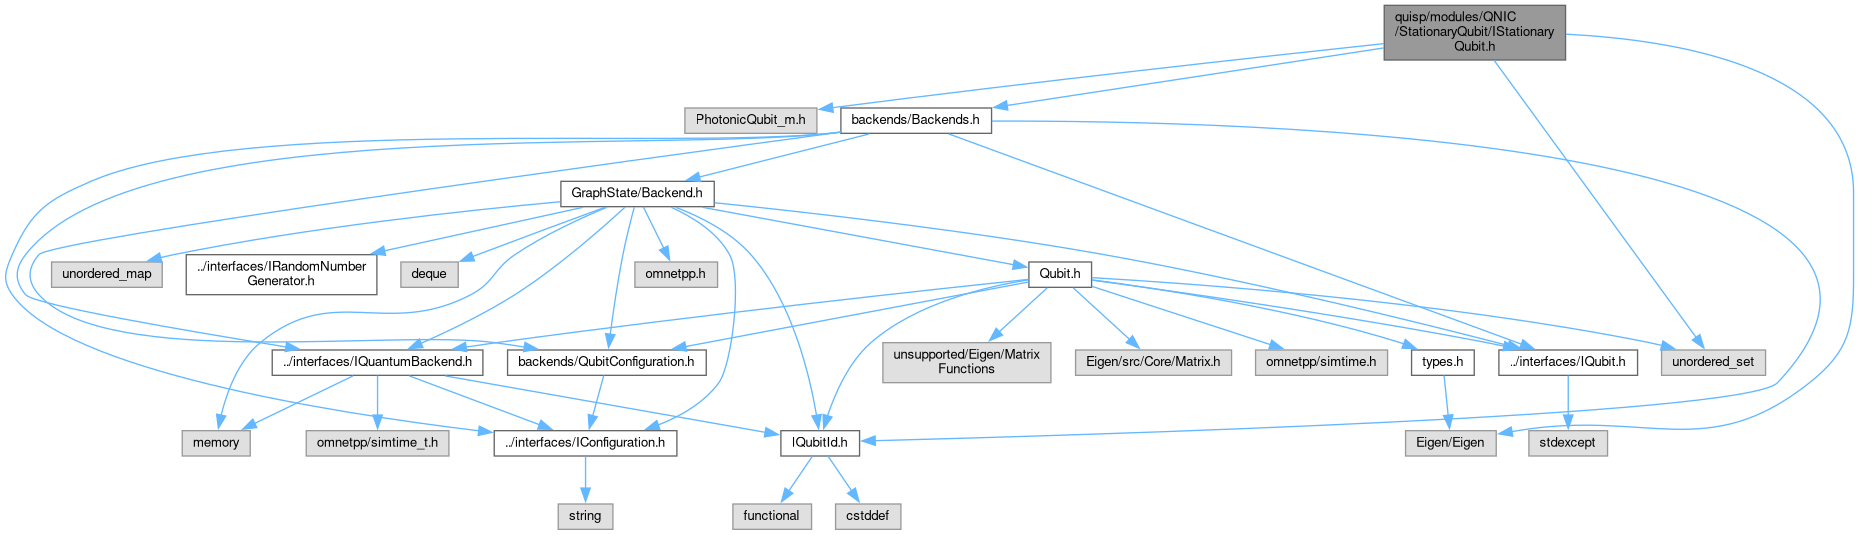 quisp/modules/QNIC
/StationaryQubit/IStationary
Qubit.h
PhotonicQubit_m.h
backends/Backends.h
GraphState/Backend.h
unordered_map
../interfaces/IRandomNumber
Generator.h
deque
omnetpp.h
Qubit.h
../interfaces/IQuantumBackend.h
backends/QubitConfiguration.h
unsupported/Eigen/Matrix
Functions
Eigen/src/Core/Matrix.h
omnetpp/simtime.h
types.h
../interfaces/IQubit.h
unordered_set
memory
omnetpp/simtime_t.h
../interfaces/IConfiguration.h
IQubitId.h
Eigen/Eigen
stdexcept
string
functional
cstddef